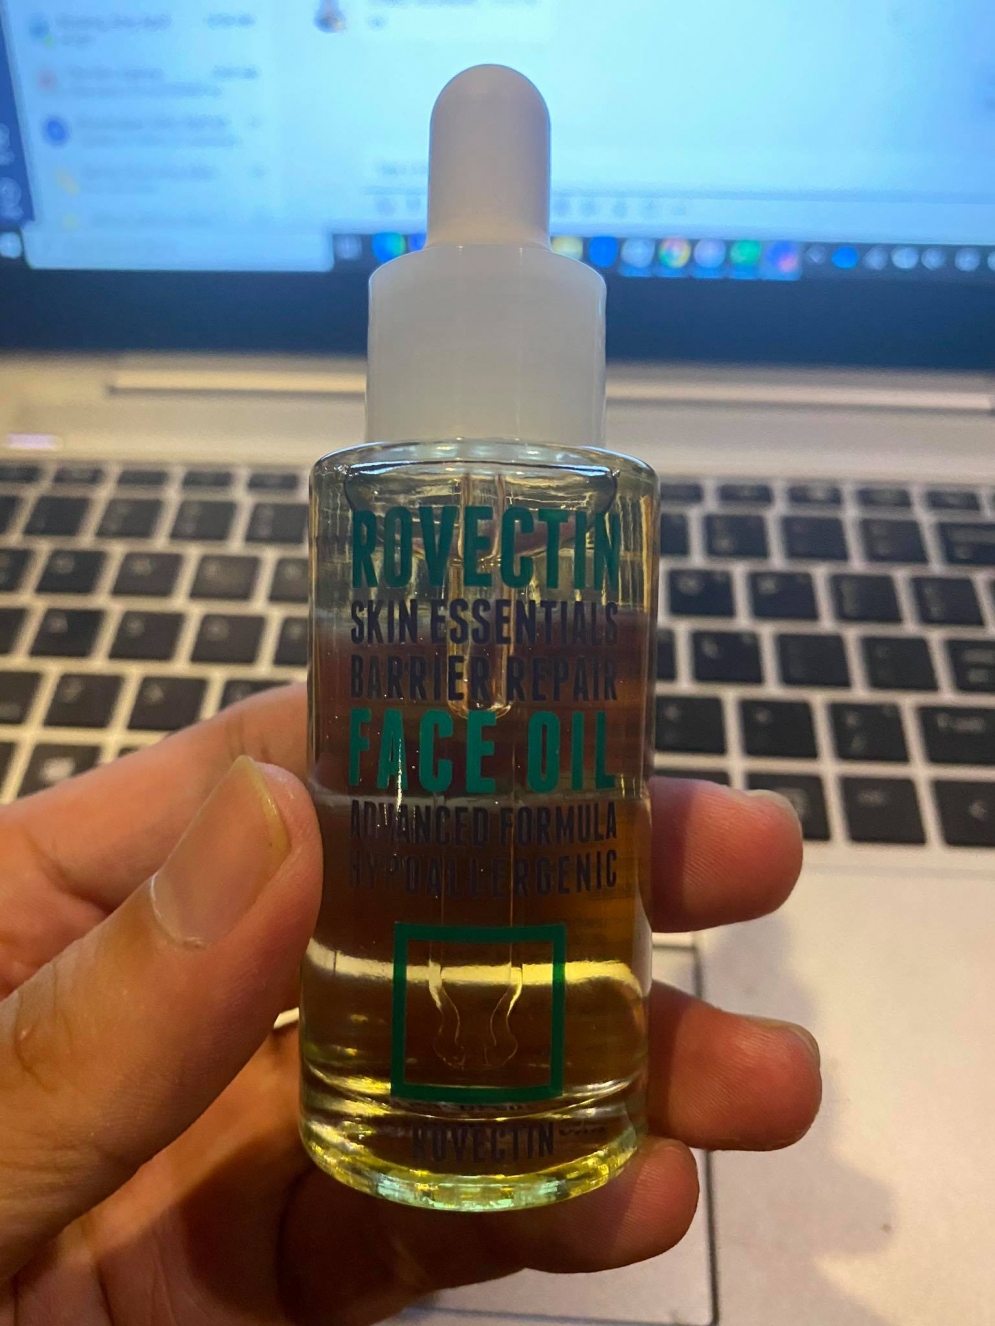 ROVECTIN
SKIN ESSENTIALS
BARRIER REPAIR
FACE OIL
ADVANCED FORMULA
HYPOALLERGENIC
ROVECTIN